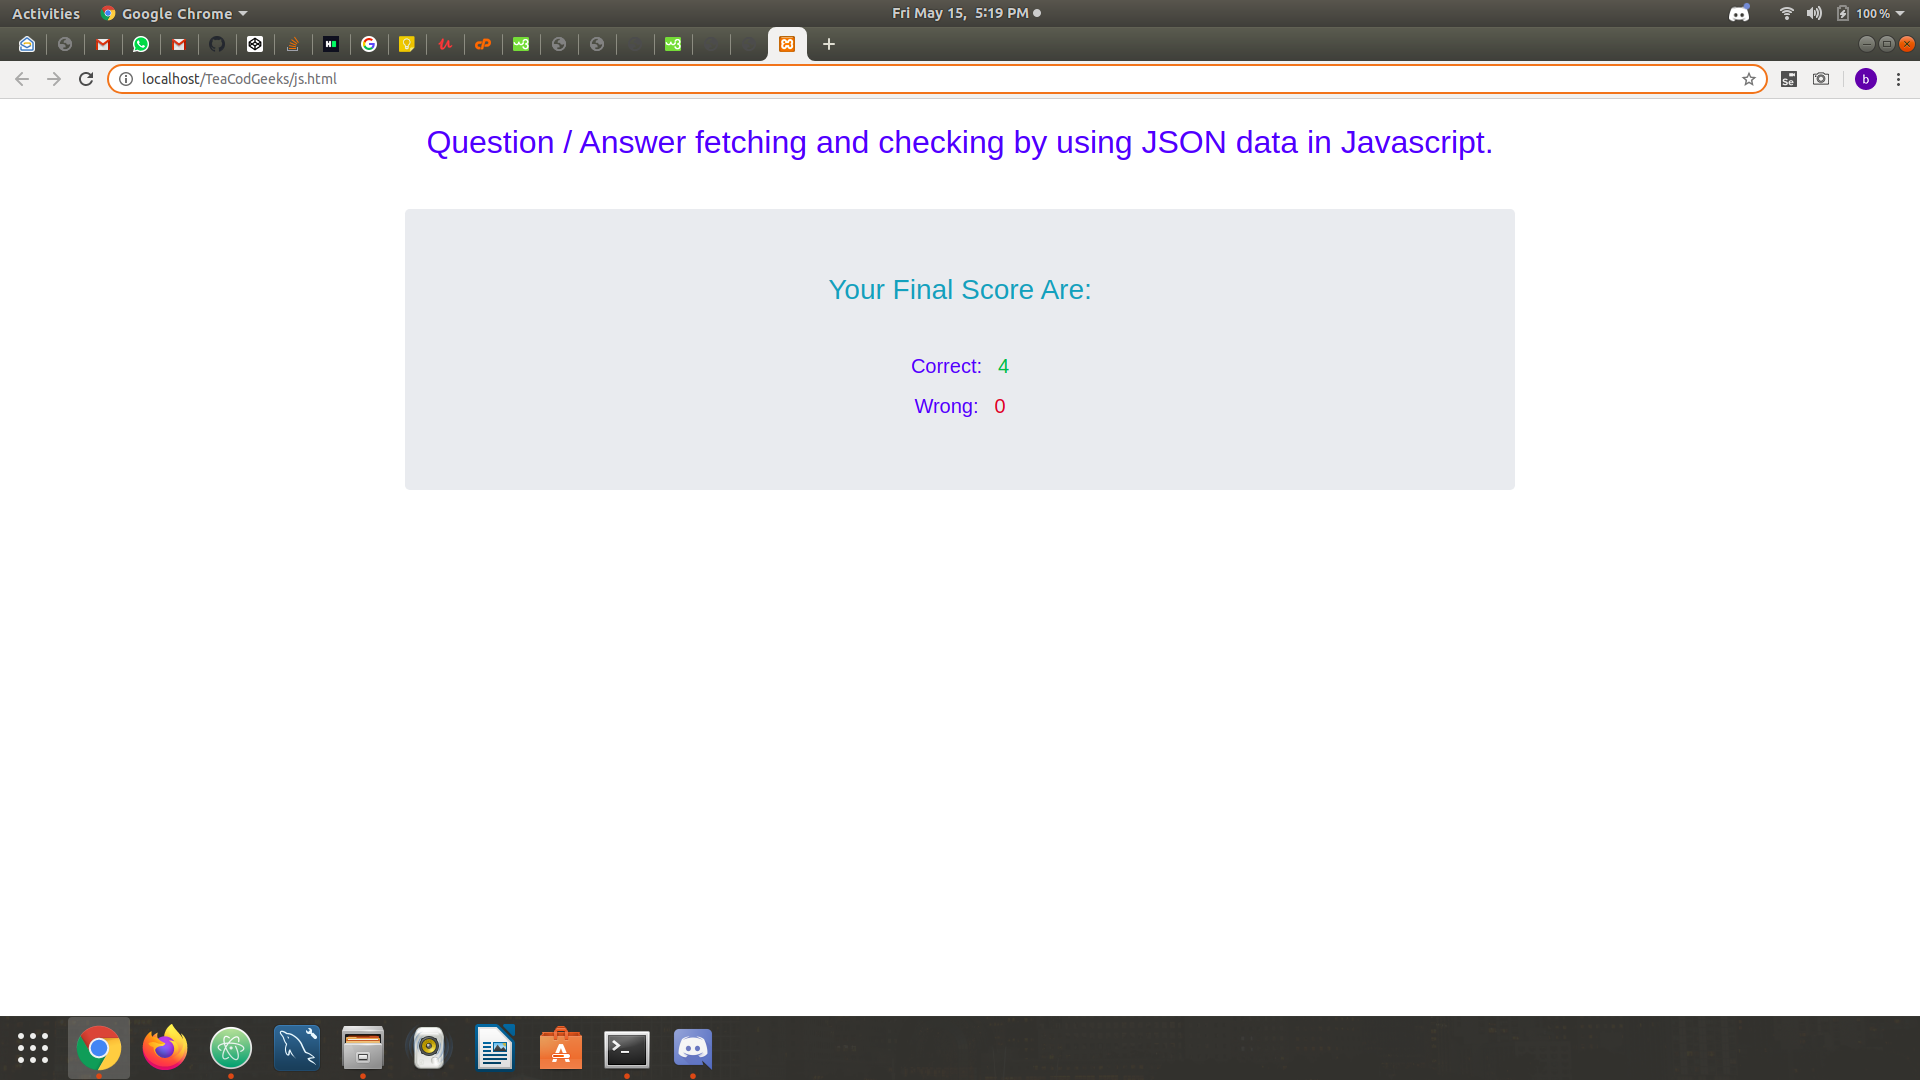 Activities Google Chrome Fri May 15, 5:19 PM 100 %
localhost/TeaCodGeeks/js.html b
Question / Answer fetching and checking by using JSON data in Javascript.
Your Final Score Are:
Correct: 4
Wrong: 0